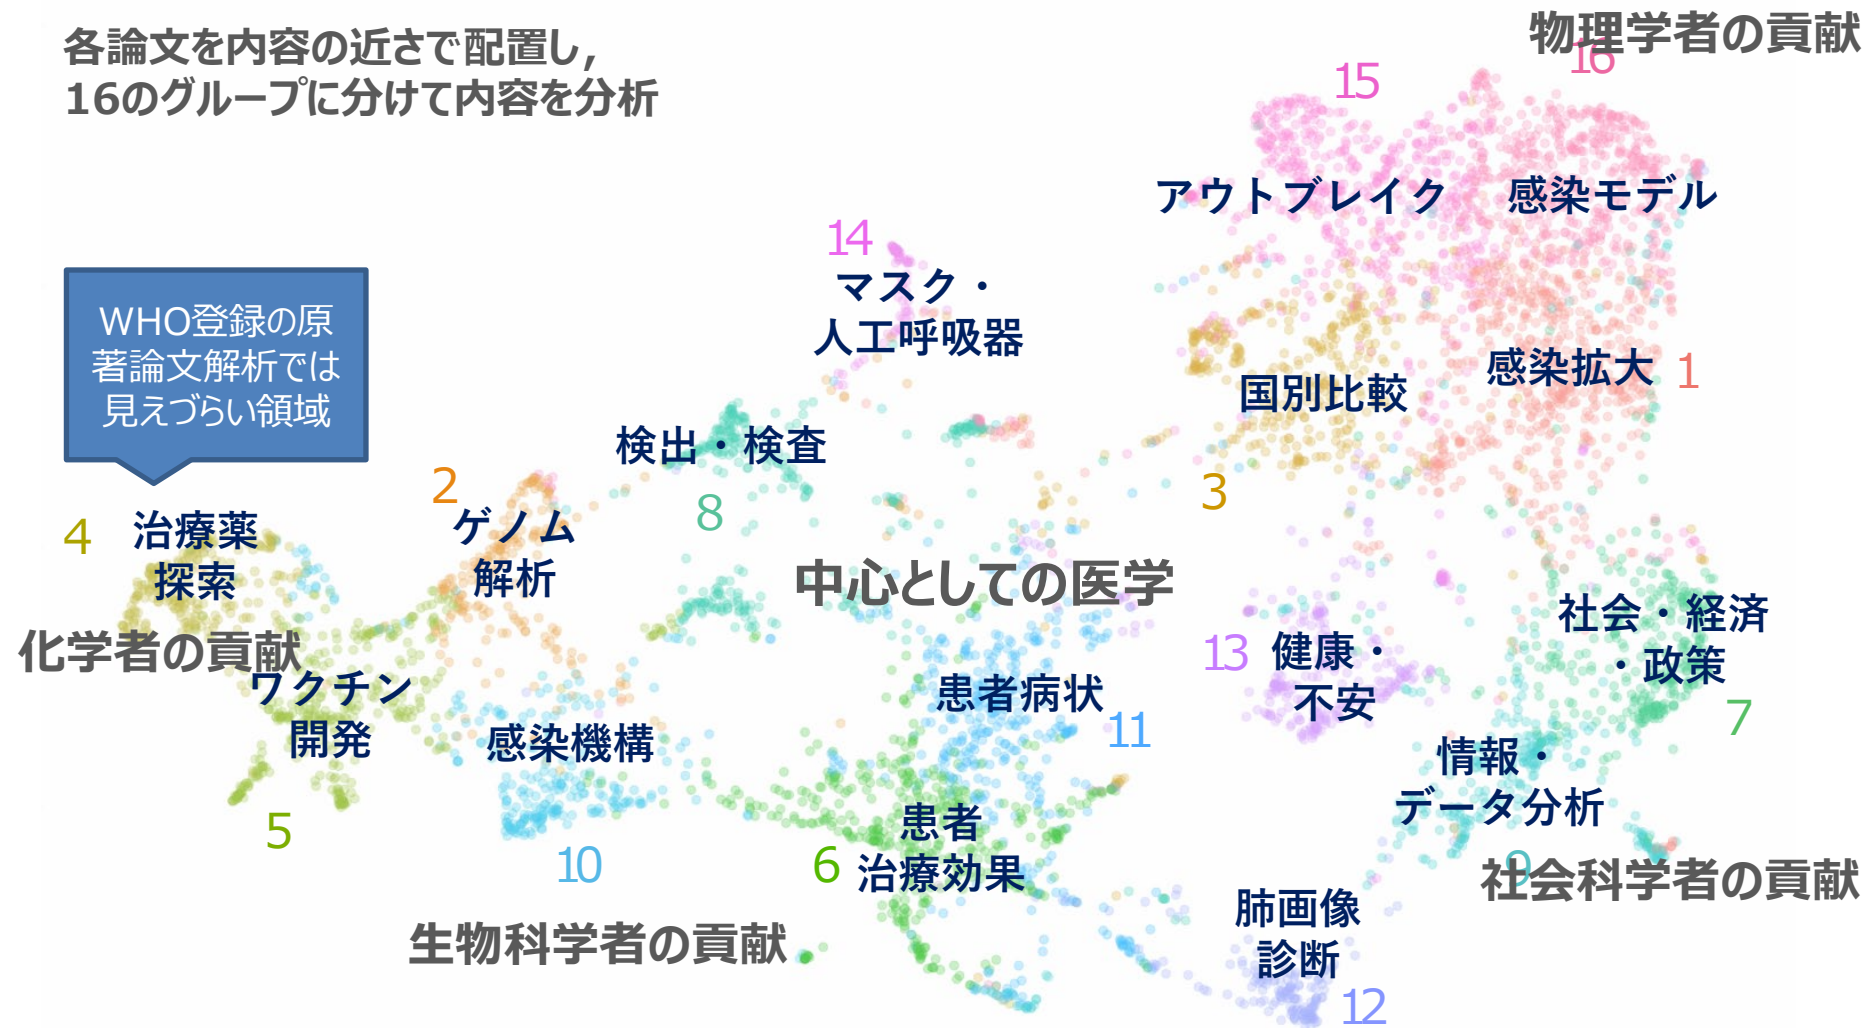 各論文を内容の近さで配置し,
16のグループに分けて内容を分析
物理学者の貢献
16
15
アウトブレイク
感染モデル
14
マスク・
人工呼吸器
WHO登録の原
著論文解析では
見えづらい領域
国別比較
感染拡大
1
検出・検査
8
3
2
ゲノム
解析
4
治療薬
探索
中心としての医学
化学者の貢献
ワクチン
開発
5
感染機構
10
患者病状
11
13
健康・
不安
社会・経済
・政策
7
情報・
データ分析
9
社会科学者の貢献
6
患者
治療効果
生物科学者の貢献
肺画像
診断
12